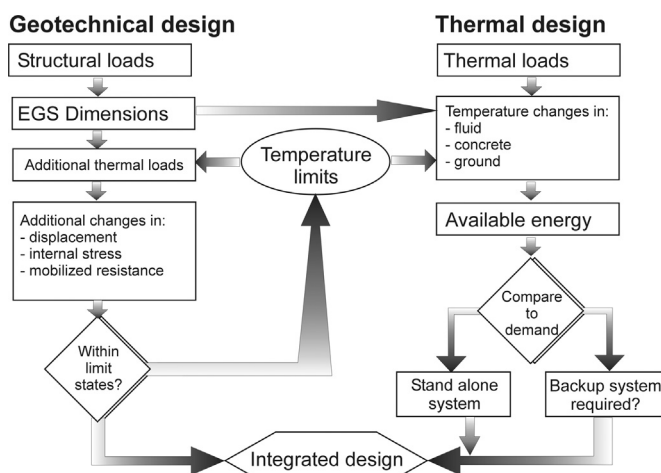 Geotechnical design
Structural loads
EGS Dimensions
Additional thermal loads
Additional changes in:
- displacement
- internal stress
- mobilized resistance
Within
limit
states?
Temperature
limits
Thermal design
Thermal loads
Temperature changes in:
- fluid
- concrete
- ground
Available energy
Compare
to
demand
Stand alone
system
Backup system
required?
Integrated design